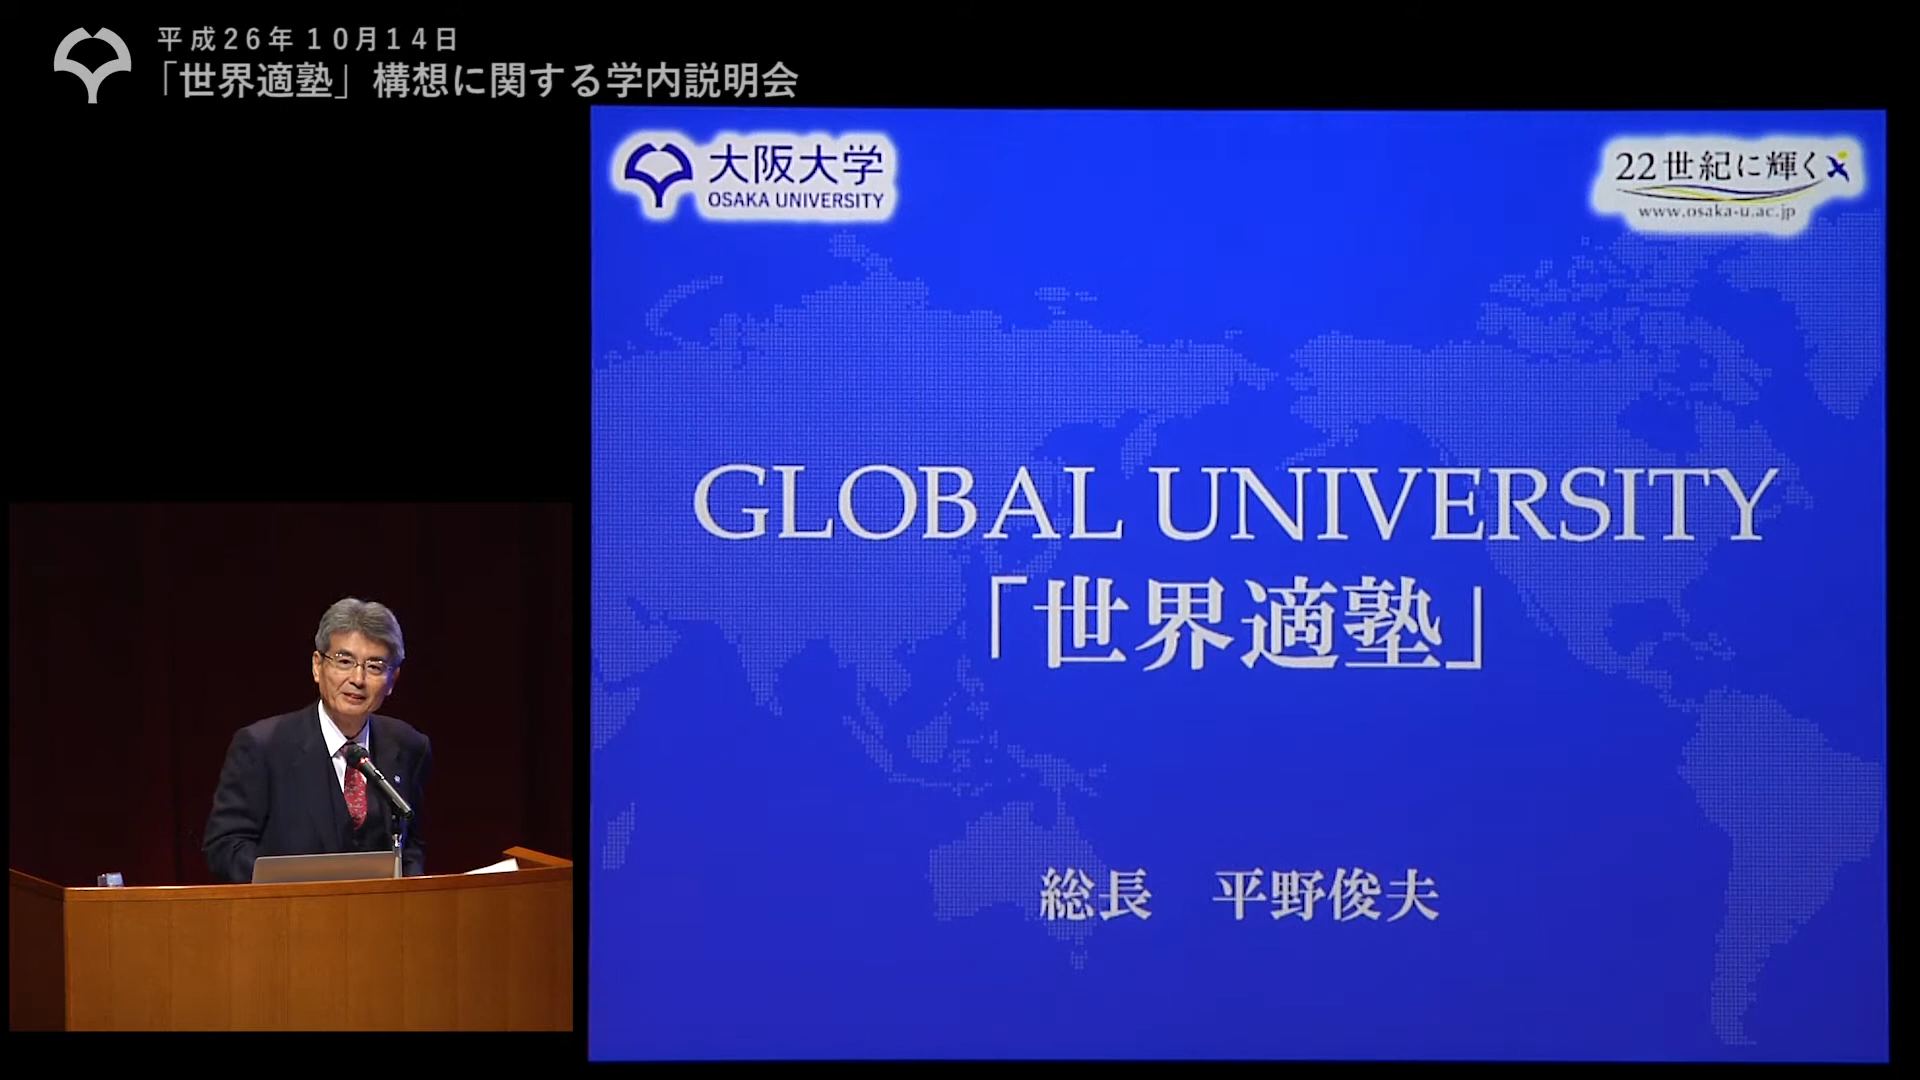 平成26年10月14日
「世界適塾」構想に関する学内説明会
大阪大学
OSAKA UNIVERSITY
22世紀に輝く
www.osaka-u.ac.jp
GLOBAL UNIVERSITY
「世界適塾」
総長　平野俊夫